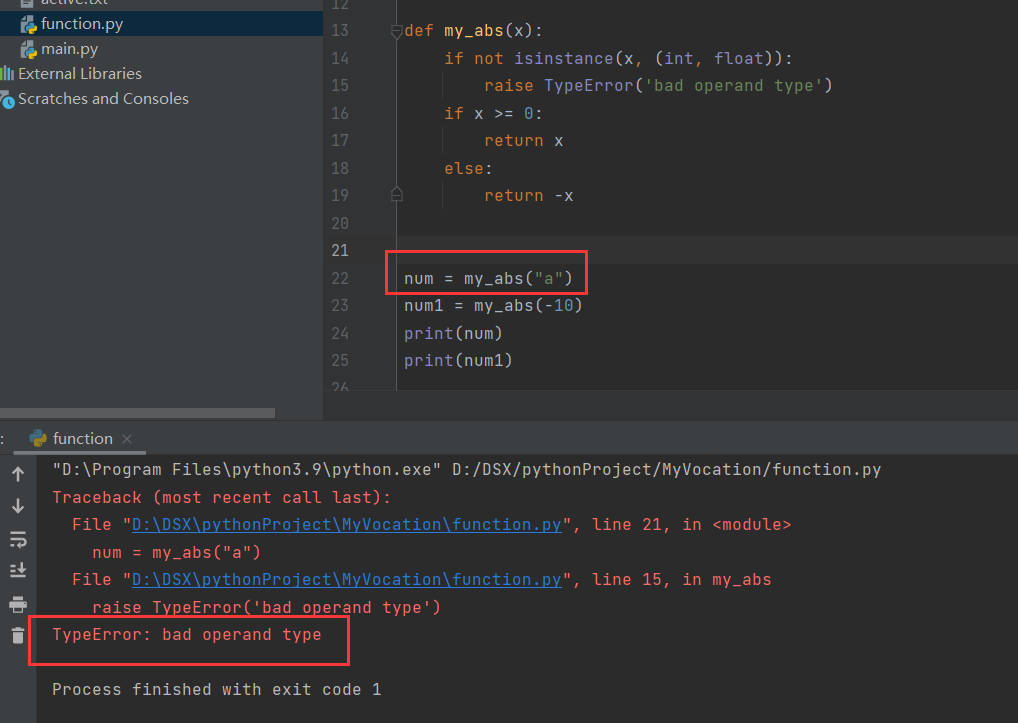 active.txt
function.py
main.py
External Libraries
Scratches and Consoles
12
13 def my_abs(x):
14 if not isinstance(x, (int, float)):
15 raise TypeError('bad operand type')
16 if x >= 0:
17 return x
18 else:
19 return -x
20
21
22 num = my_abs("a")
23 num1 = my_abs(-10)
24 print(num)
25 print(num1)
26
: function ×
"D:\Program Files\python3.9\python.exe" D:/DSX/pythonProject/MyVocation/function.py
Traceback (most recent call last):
File "D:\DSX\pythonProject\MyVocation\function.py", line 21, in <module>
num = my_abs("a")
File "D:\DSX\pythonProject\MyVocation\function.py", line 15, in my_abs
raise TypeError('bad operand type')
TypeError: bad operand type
Process finished with exit code 1